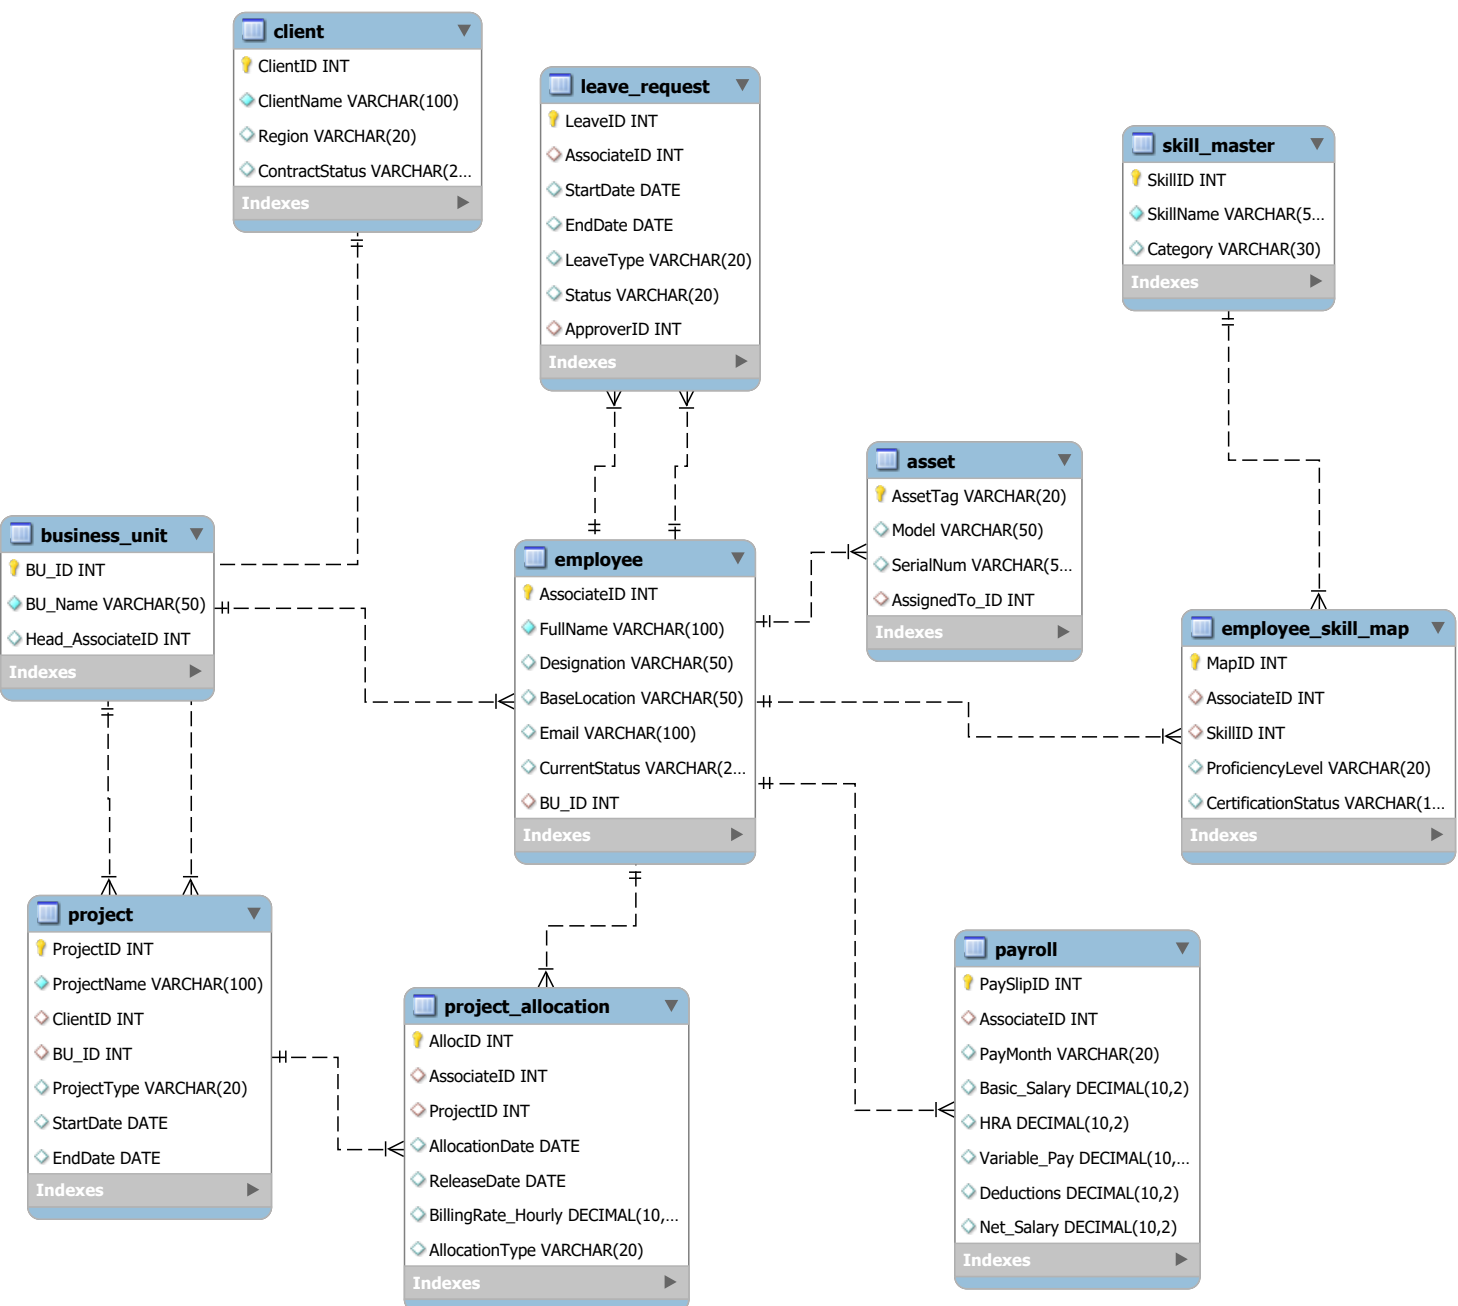 client
ClientID INT
ClientName VARCHAR(100)
Region VARCHAR(20)
ContractStatus VARCHAR(2...
Indexes
leave_request
LeaveID INT
AssociateID INT
StartDate DATE
EndDate DATE
LeaveType VARCHAR(20)
Status VARCHAR(20)
ApproverID INT
Indexes
skill_master
SkillID INT
SkillName VARCHAR(5...
Category VARCHAR(30)
Indexes
asset
AssetTag VARCHAR(20)
Model VARCHAR(50)
SerialNum VARCHAR(5...
AssignedTo_ID INT
Indexes
business_unit
BU_ID INT
BU_Name VARCHAR(50)
Head_AssociateID INT
Indexes
employee
AssociateID INT
FullName VARCHAR(100)
Designation VARCHAR(50)
BaseLocation VARCHAR(50)
Email VARCHAR(100)
CurrentStatus VARCHAR(2...
BU_ID INT
Indexes
employee_skill_map
MapID INT
AssociateID INT
SkillID INT
ProficiencyLevel VARCHAR(20)
CertificationStatus VARCHAR(1...
Indexes
project
ProjectID INT
ProjectName VARCHAR(100)
ClientID INT
BU_ID INT
ProjectType VARCHAR(20)
StartDate DATE
EndDate DATE
Indexes
project_allocation
AllocID INT
AssociateID INT
ProjectID INT
AllocationDate DATE
ReleaseDate DATE
BillingRate_Hourly DECIMAL(10,...
AllocationType VARCHAR(20)
Indexes
payroll
PaySlipID INT
AssociateID INT
PayMonth VARCHAR(20)
Basic_Salary DECIMAL(10,2)
HRA DECIMAL(10,2)
Variable_Pay DECIMAL(10,...
Deductions DECIMAL(10,2)
Net_Salary DECIMAL(10,2)
Indexes